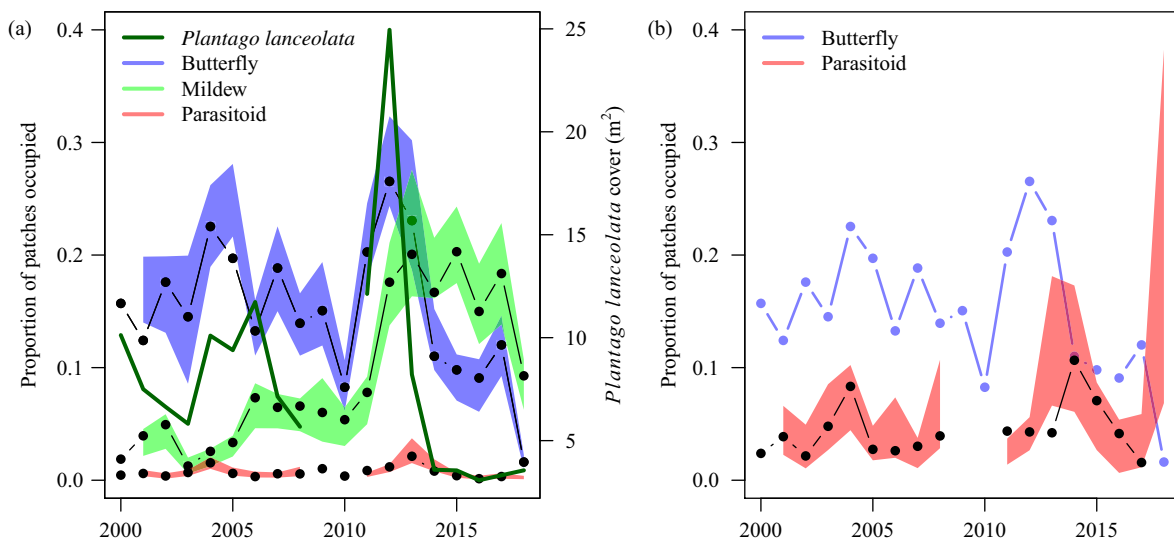 (a)
Proportion of patches occupied
0.4
0.3
0.2
0.1
0.0
Plantago lanceolata
Butterfly
Mildew
Parasitoid
25
20
15
10
5
Plantago lanceolata cover (m²)
2000 2005 2010 2015
(b)
Proportion of patches occupied
0.4
0.3
0.2
0.1
0.0
Butterfly
Parasitoid
2000 2005 2010 2015